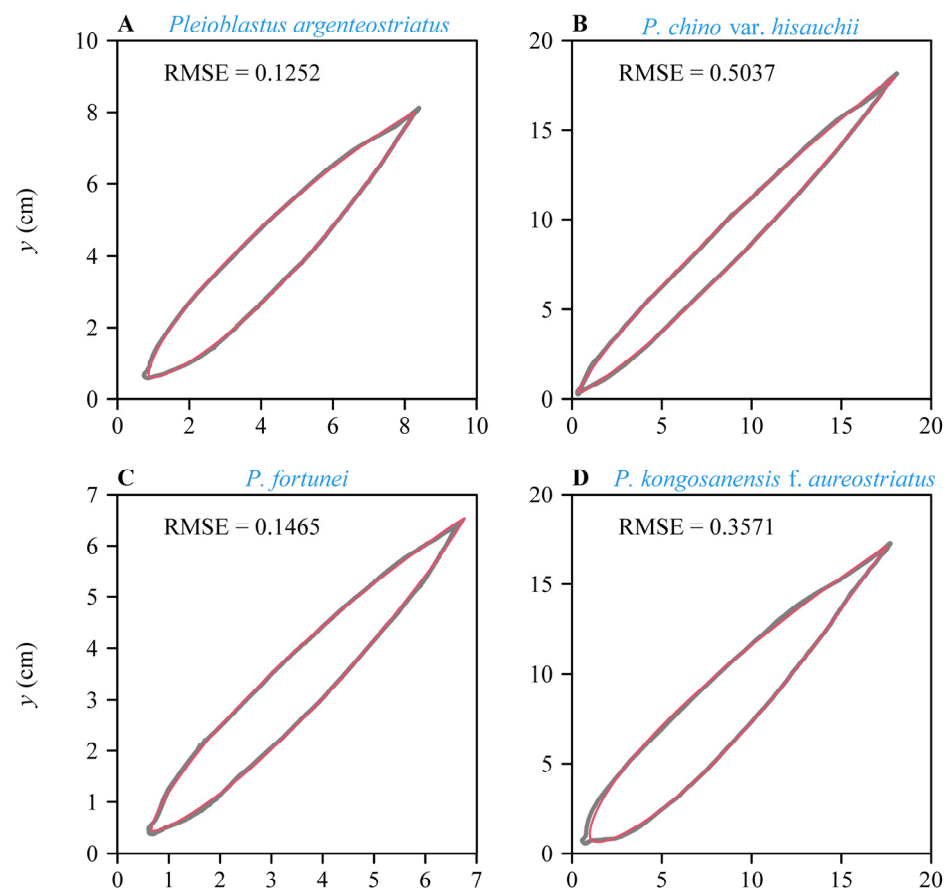 A Pleioblastus argenteostriatus
RMSE = 0.1252
y (cm)
10
8
6
4
2
0
0 2 4 6 8 10
B P. chino var. hisauchii
RMSE = 0.5037
20
15
10
5
0
0 5 10 15 20
C P. fortunei
RMSE = 0.1465
y (cm)
7
6
5
4
3
2
1
0
0 1 2 3 4 5 6 7
D P. kongosanensis f. aureostriatus
RMSE = 0.3571
20
15
10
5
0
0 5 10 15 20